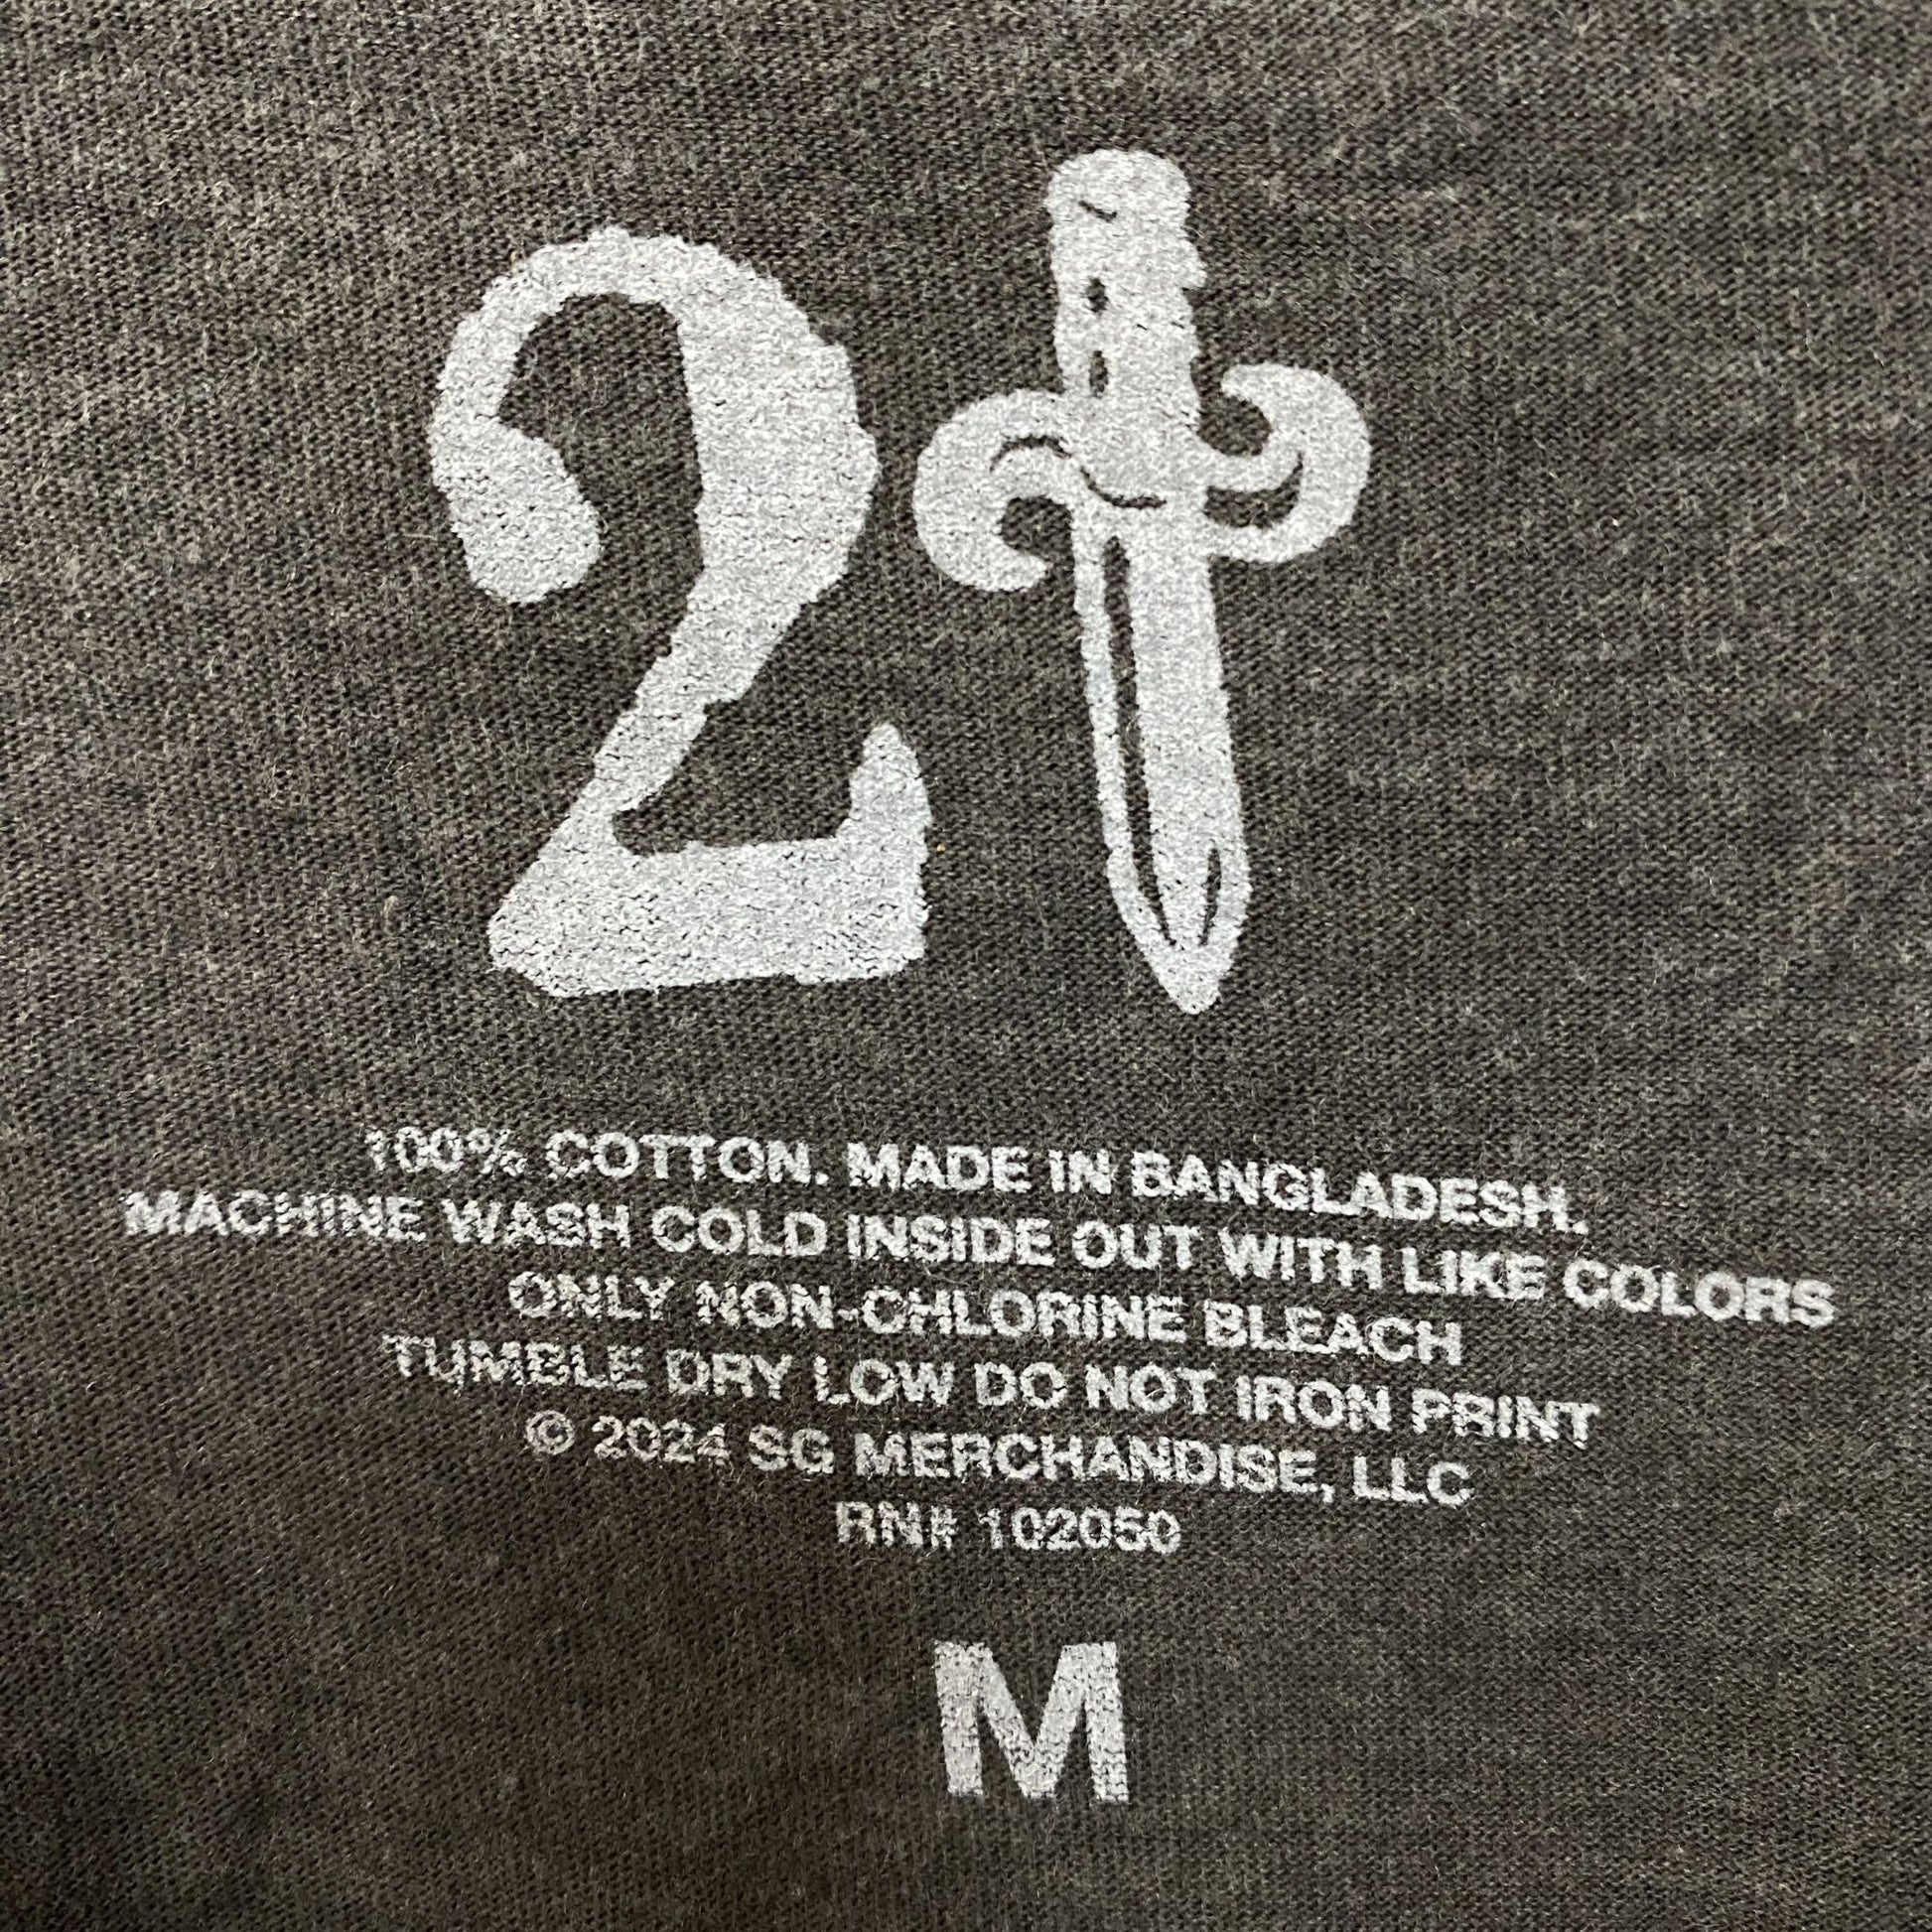 2
100% COTTON. MADE IN BANGLADESH.
MACHINE WASH COLD INSIDE OUT WITH LIKE COLORS
ONLY NON-CHLORINE BLEACH
TUMBLE DRY LOW DO NOT IRON PRINT
© 2024 SG MERCHANDISE, LLC
RN# 102050
M